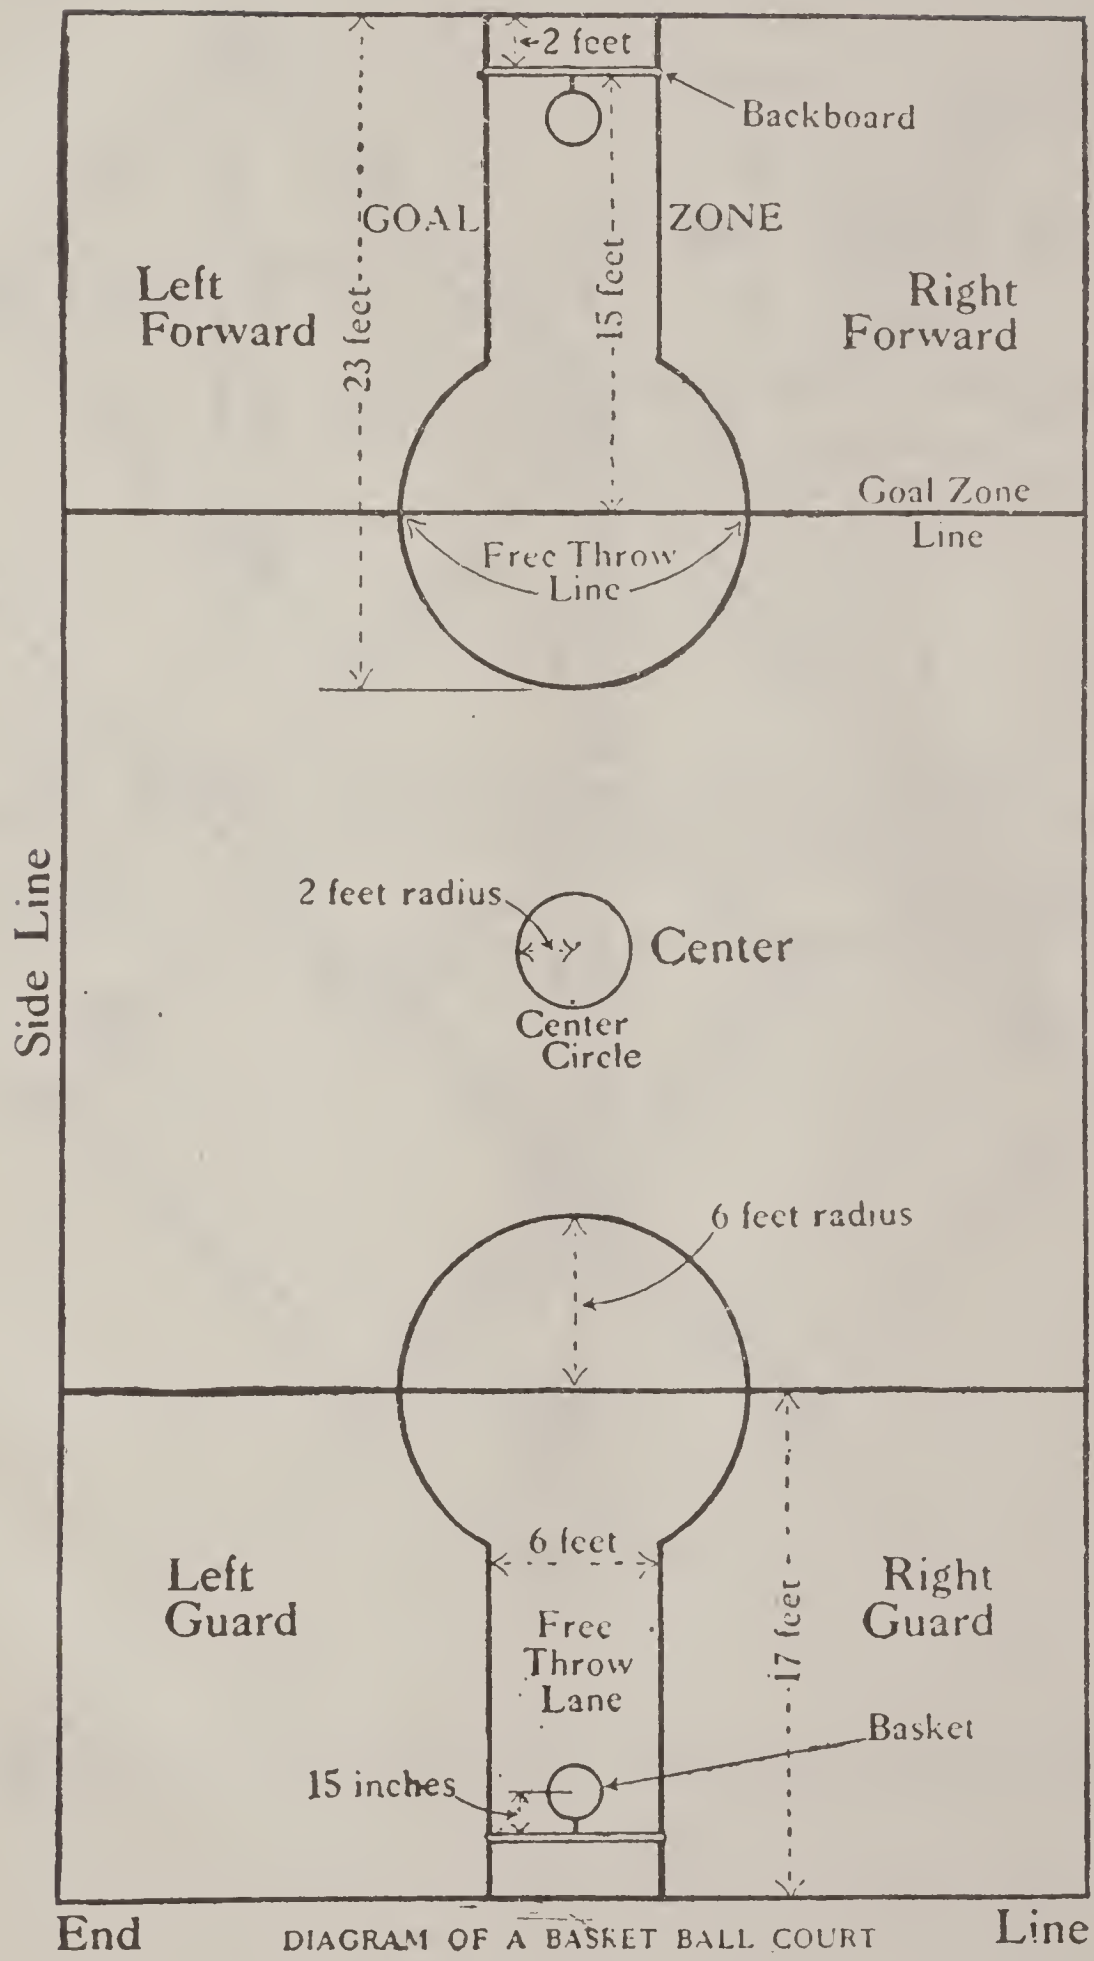 2 feet
Backboard
GOAL ZONE
Left
Forward
23 feet
15 feet
Right
Forward
Goal Zone
Line
Free Throw
Line
Side Line
2 feet radius
Center
Center
Circle
6 feet radius
6 feet
Left
Guard
Free
Throw
Lane
17 feet
Right
Guard
Basket
15 inches
End
DIAGRAM OF A BASKET BALL COURT
Line